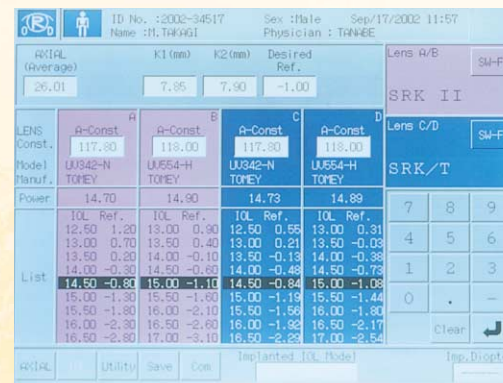 ID No. :2002-34517 Sex :Male Sep/17/2002 11:57
Name :M.TAKAGI Physician : TANABE
AXIAL (Average) K1(mm) K2(mm) Desired Ref.
26.01 7.85 7.90 -1.00
Lens A/B SW-F
SRK II
Lens C/D SW-F
SRK/T
A B C D
LENS Const. A-Const A-Const A-Const A-Const
117.80 118.00 117.80 118.00
Model UV342-N UV554-H UV342-N UV554-H
Manuf. TOMEY TOMEY TOMEY TOMEY
Power 14.70 14.90 14.73 14.89
List
IOL Ref. IOL Ref. IOL Ref. IOL Ref.
12.50 1.20 13.00 0.90 12.50 0.55 13.00 0.31
13.00 0.70 13.50 0.40 13.00 0.21 13.50 -0.03
13.50 0.20 14.00 -0.10 13.50 -0.13 14.00 -0.38
14.00 -0.30 14.50 -0.60 14.00 -0.48 14.50 -0.73
14.50 -0.80 15.00 -1.10 14.50 -0.84 15.00 -1.08
15.00 -1.30 15.50 -1.60 15.00 -1.19 15.50 -1.44
15.50 -1.80 16.00 -2.10 15.50 -1.56 16.00 -1.80
16.00 -2.30 16.50 -2.60 16.00 -1.92 16.50 -2.17
16.50 -2.80 17.00 -3.10 16.50 -2.29 17.00 -2.54
7 8 9
4 5 6
1 2 3
0 .
Clear
AXIAL Utility Save Com
Implanted IOL Model Imp.Diopt